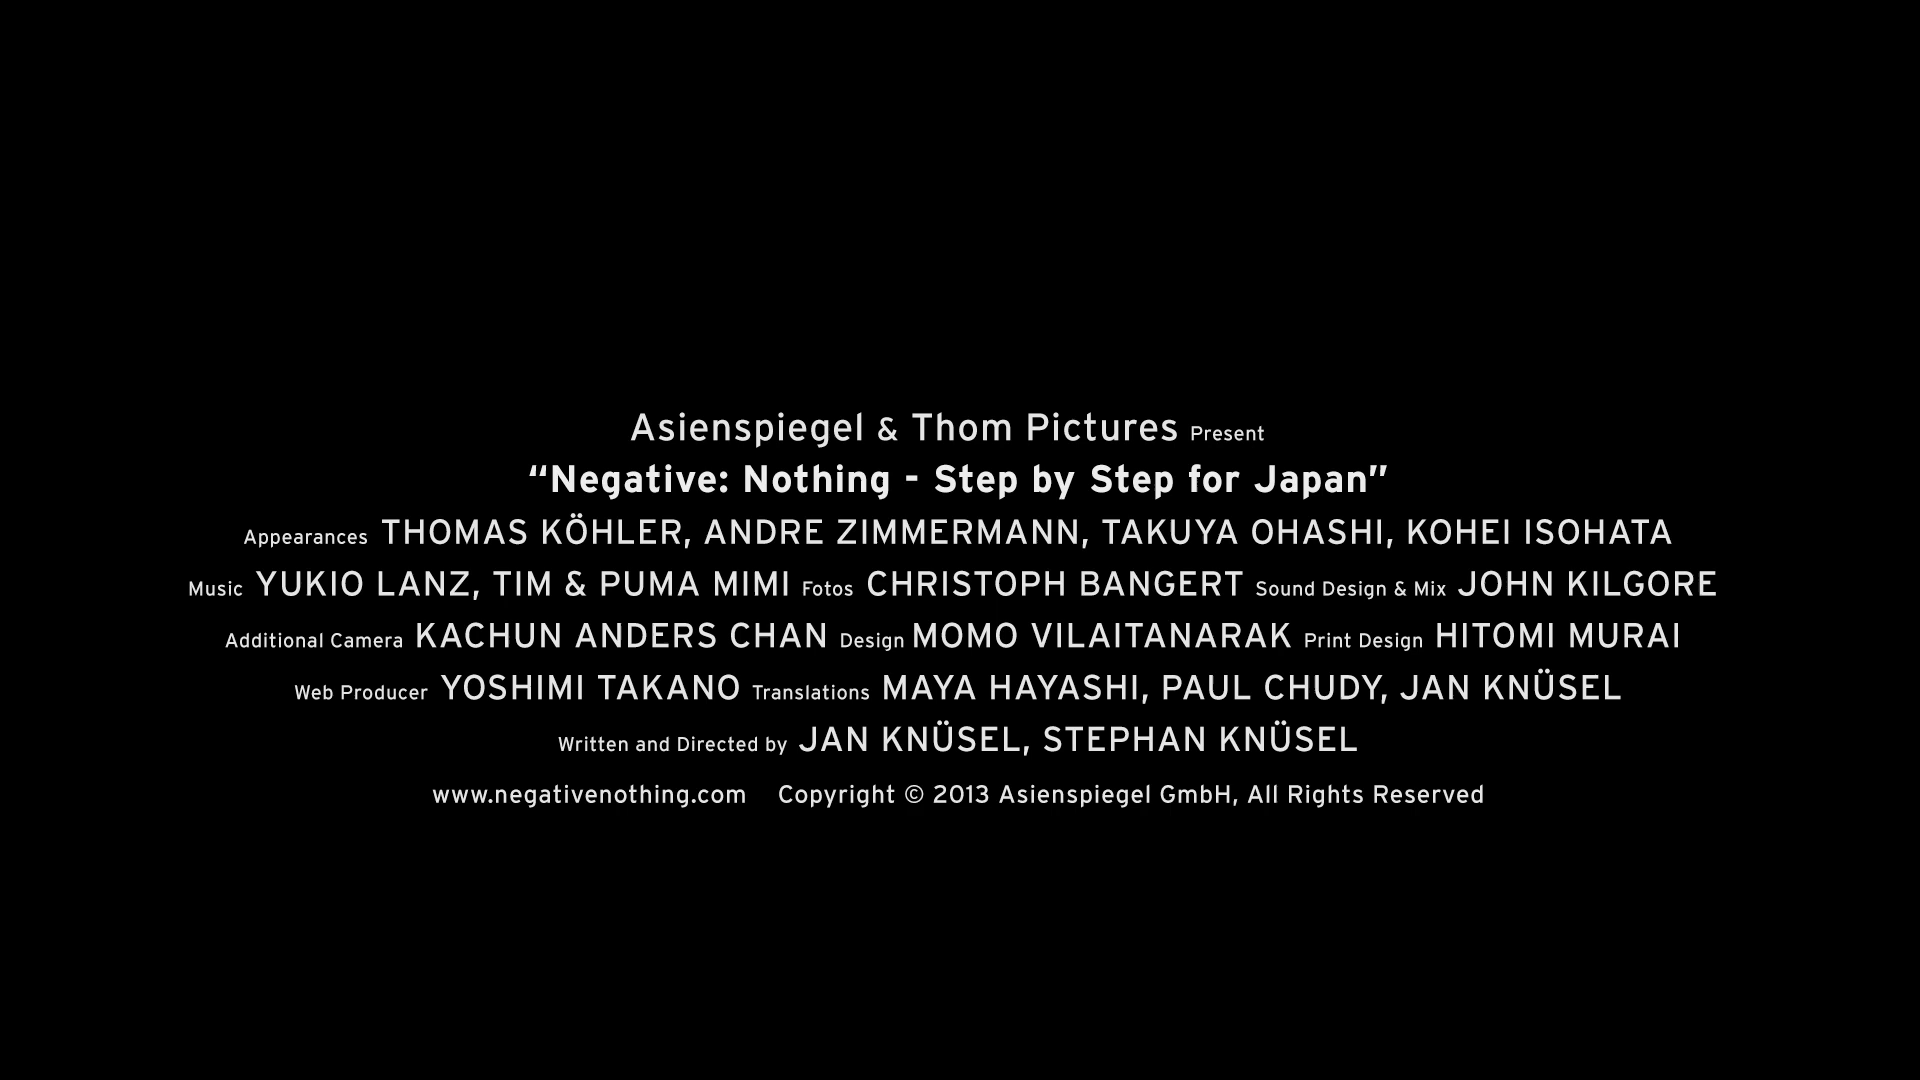 Asienspiegel & Thom Pictures Present
“Negative: Nothing - Step by Step for Japan”
Appearances THOMAS KÖHLER, ANDRE ZIMMERMANN, TAKUYA OHASHI, KOHEI ISOHATA
Music YUKIO LANZ, TIM & PUMA MIMI Fotos CHRISTOPH BANGERT Sound Design & Mix JOHN KILGORE
Additional Camera KACHUN ANDERS CHAN Design MOMO VILAITANARAK Print Design HITOMI MURAI
Web Producer YOSHIMI TAKANO Translations MAYA HAYASHI, PAUL CHUDY, JAN KNÜSEL
Written and Directed by JAN KNÜSEL, STEPHAN KNÜSEL
www.negativenothing.com Copyright © 2013 Asienspiegel GmbH, All Rights Reserved